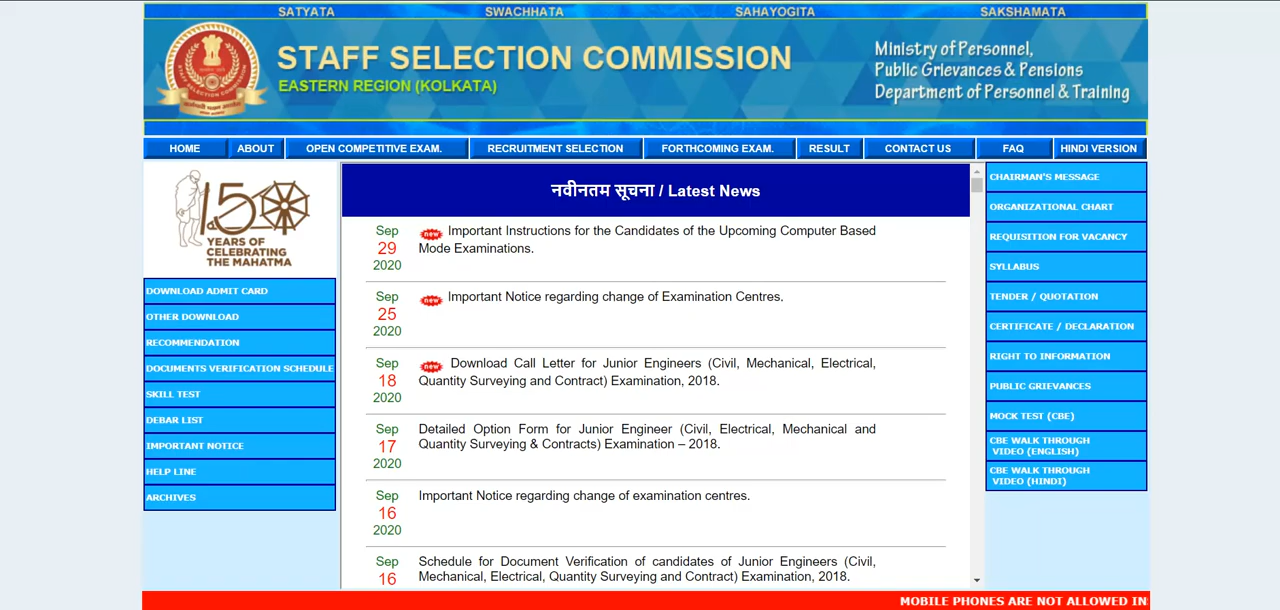 SATYATA SWACHHATA SAHAYOGITA SAKSHAMATA
STAFF SELECTION COMMISSION
EASTERN REGION (KOLKATA)
Ministry of Personnel,
Public Grievances & Pensions
Department of Personnel & Training
HOME ABOUT OPEN COMPETITIVE EXAM. RECRUITMENT SELECTION FORTHCOMING EXAM. RESULT CONTACT US FAQ HINDI VERSION
150
YEARS OF
CELEBRATING
THE MAHATMA
DOWNLOAD ADMIT CARD
OTHER DOWNLOAD
RECOMMENDATION
DOCUMENTS VERIFICATION SCHEDULE
SKILL TEST
DEBAR LIST
IMPORTANT NOTICE
HELP LINE
ARCHIVES
नवीनतम सूचना / Latest News
Sep
29
2020
new Important Instructions for the Candidates of the Upcoming Computer Based
Mode Examinations.
Sep
25
2020
new Important Notice regarding change of Examination Centres.
Sep
18
2020
new Download Call Letter for Junior Engineers (Civil, Mechanical, Electrical,
Quantity Surveying and Contract) Examination, 2018.
Sep
17
2020
Detailed Option Form for Junior Engineer (Civil, Electrical, Mechanical and
Quantity Surveying & Contracts) Examination – 2018.
Sep
16
2020
Important Notice regarding change of examination centres.
Sep
16
Schedule for Document Verification of candidates of Junior Engineers (Civil,
Mechanical, Electrical, Quantity Surveying and Contract) Examination, 2018.
CHAIRMAN'S MESSAGE
ORGANIZATIONAL CHART
REQUISITION FOR VACANCY
SYLLABUS
TENDER / QUOTATION
CERTIFICATE / DECLARATION
RIGHT TO INFORMATION
PUBLIC GRIEVANCES
MOCK TEST (CBE)
CBE WALK THROUGH
VIDEO (ENGLISH)
CBE WALK THROUGH
VIDEO (HINDI)
MOBILE PHONES ARE NOT ALLOWED IN